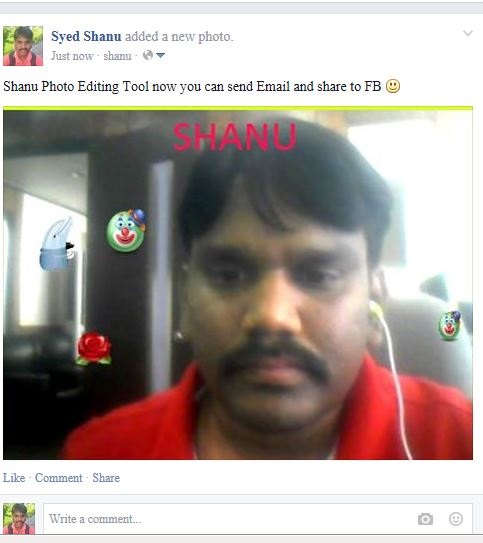 Syed Shanu added a new photo.
Just now · shanu ·
Shanu Photo Editing Tool now you can send Email and share to FB
SHANU
Like · Comment · Share
Write a comment...